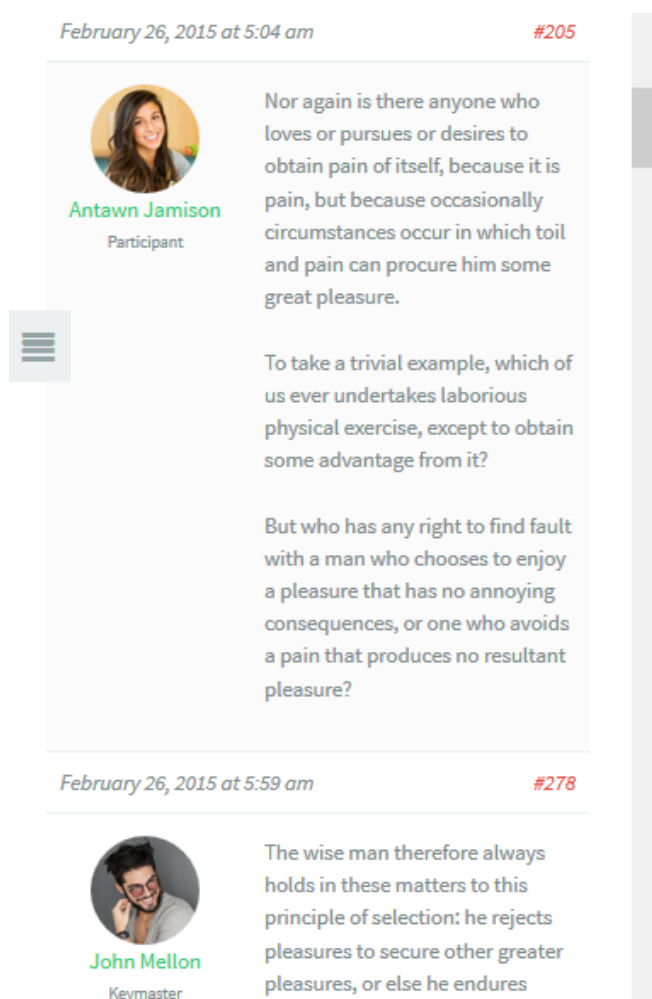 February 26, 2015 at 5:04 am #205
Antawn Jamison
Participant
Nor again is there anyone who
loves or pursues or desires to
obtain pain of itself, because it is
pain, but because occasionally
circumstances occur in which toil
and pain can procure him some
great pleasure.
To take a trivial example, which of
us ever undertakes laborious
physical exercise, except to obtain
some advantage from it?
But who has any right to find fault
with a man who chooses to enjoy
a pleasure that has no annoying
consequences, or one who avoids
a pain that produces no resultant
pleasure?
February 26, 2015 at 5:59 am #278
John Mellon
Keymaster
The wise man therefore always
holds in these matters to this
principle of selection: he rejects
pleasures to secure other greater
pleasures, or else he endures